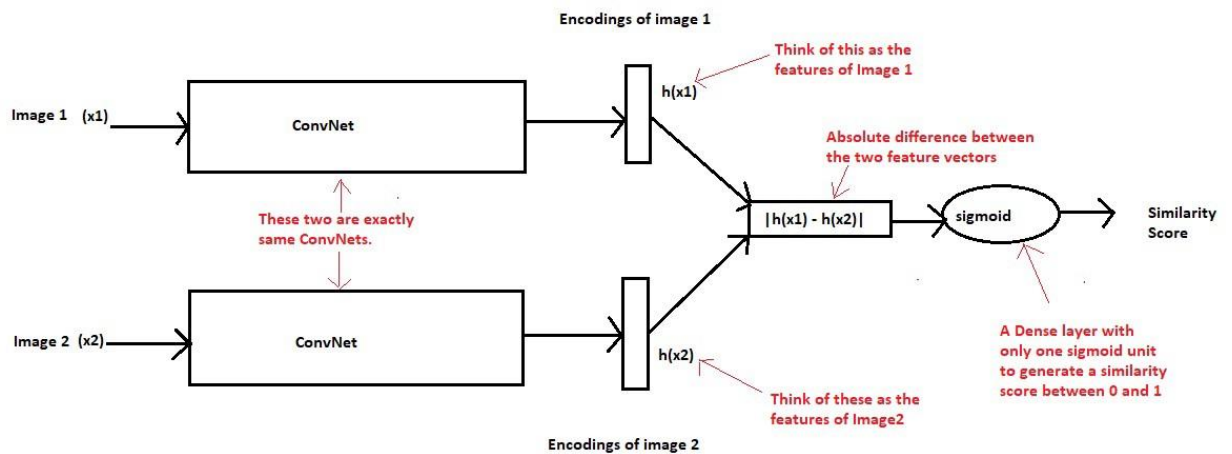 Encodings of image 1
Think of this as the
features of Image 1
h(x1)
Image 1 (x1)
ConvNet
Absolute difference between
the two feature vectors
These two are exactly
same ConvNets.
|h(x1) - h(x2)|
sigmoid
Similarity
Score
Image 2 (x2)
ConvNet
h(x2)
A Dense layer with
only one sigmoid unit
to generate a similarity
score between 0 and 1
Think of these as the
features of Image2
Encodings of image 2